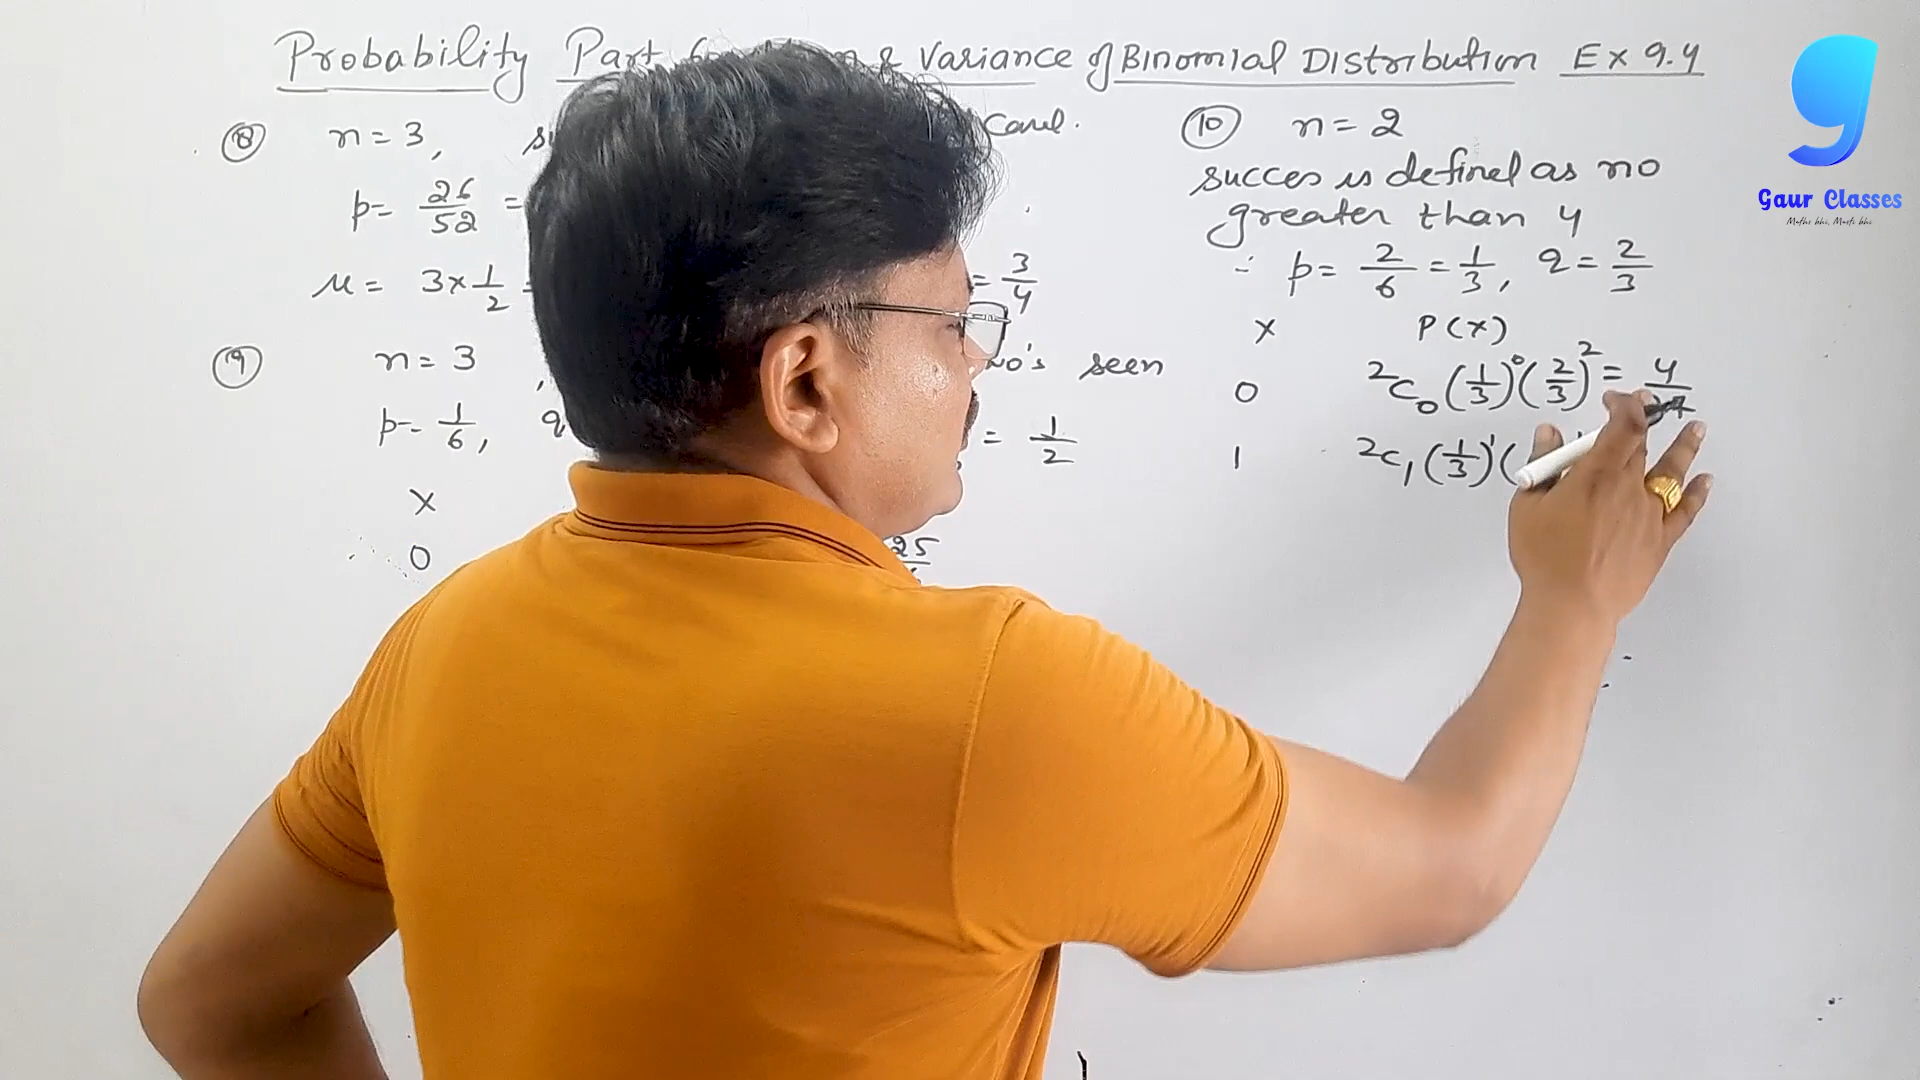 Probability Part 6 & Variance of Binomial Distribution Ex 9.4
(8) n = 3, Card.
p = 26/52 =
μ = 3 × 1/2 = 3/4
(9) n = 3, no's seen
p = 1/6, q = 1/2
X
0 25
(10) n = 2
succes is defined as no
greater than 4
∴ p = 2/6 = 1/3, q = 2/3
X P(X)
0 ²C₀ (1/3)⁰ (2/3)² = 4/
1 ²C₁ (1/3)¹ (
g
Gaur Classes
Maths bhi, Masti bhi